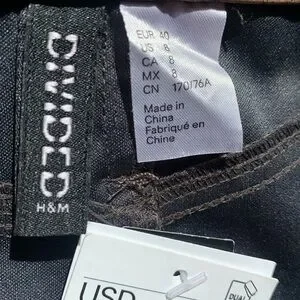 DIVIDED
H&M
EUR 40
US 8
CA 8
MX 8
CN 170/76A
Made in
China
Fabriqué en
Chine
USD
DUAL